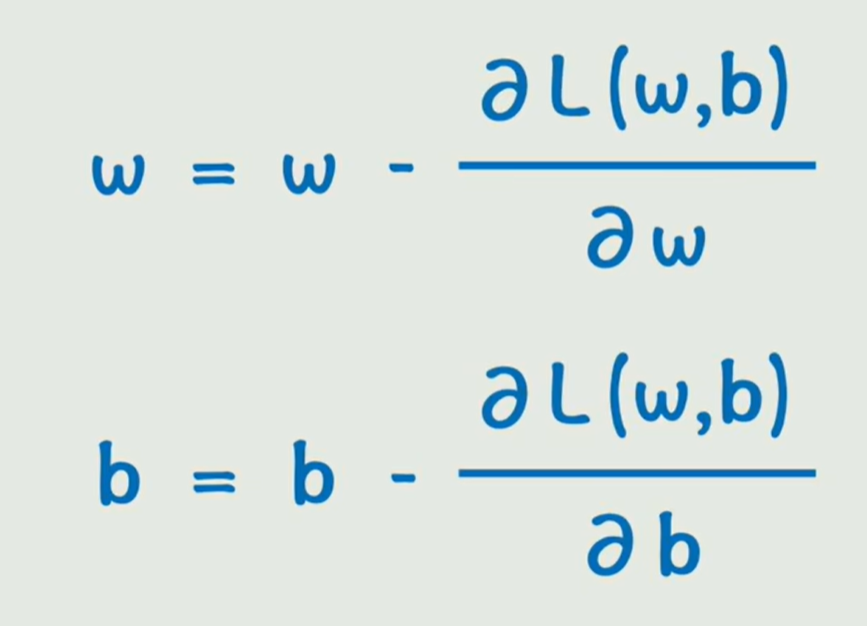 w = w - ∂L(w,b) / ∂w
b = b - ∂L(w,b) / ∂b